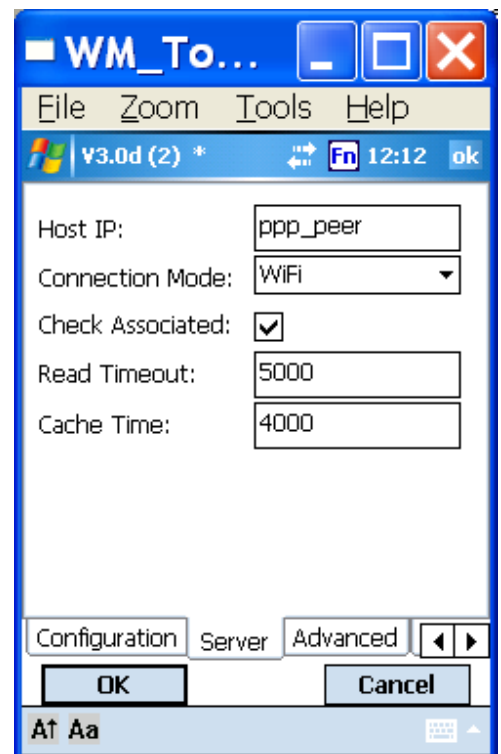 WM_To...
File Zoom Tools Help
V3.0d (2) * Fn 12:12 ok
Host IP: ppp_peer
Connection Mode: WiFi
Check Associated:
Read Timeout: 5000
Cache Time: 4000
Configuration Server Advanced
OK Cancel
A↑ Aa